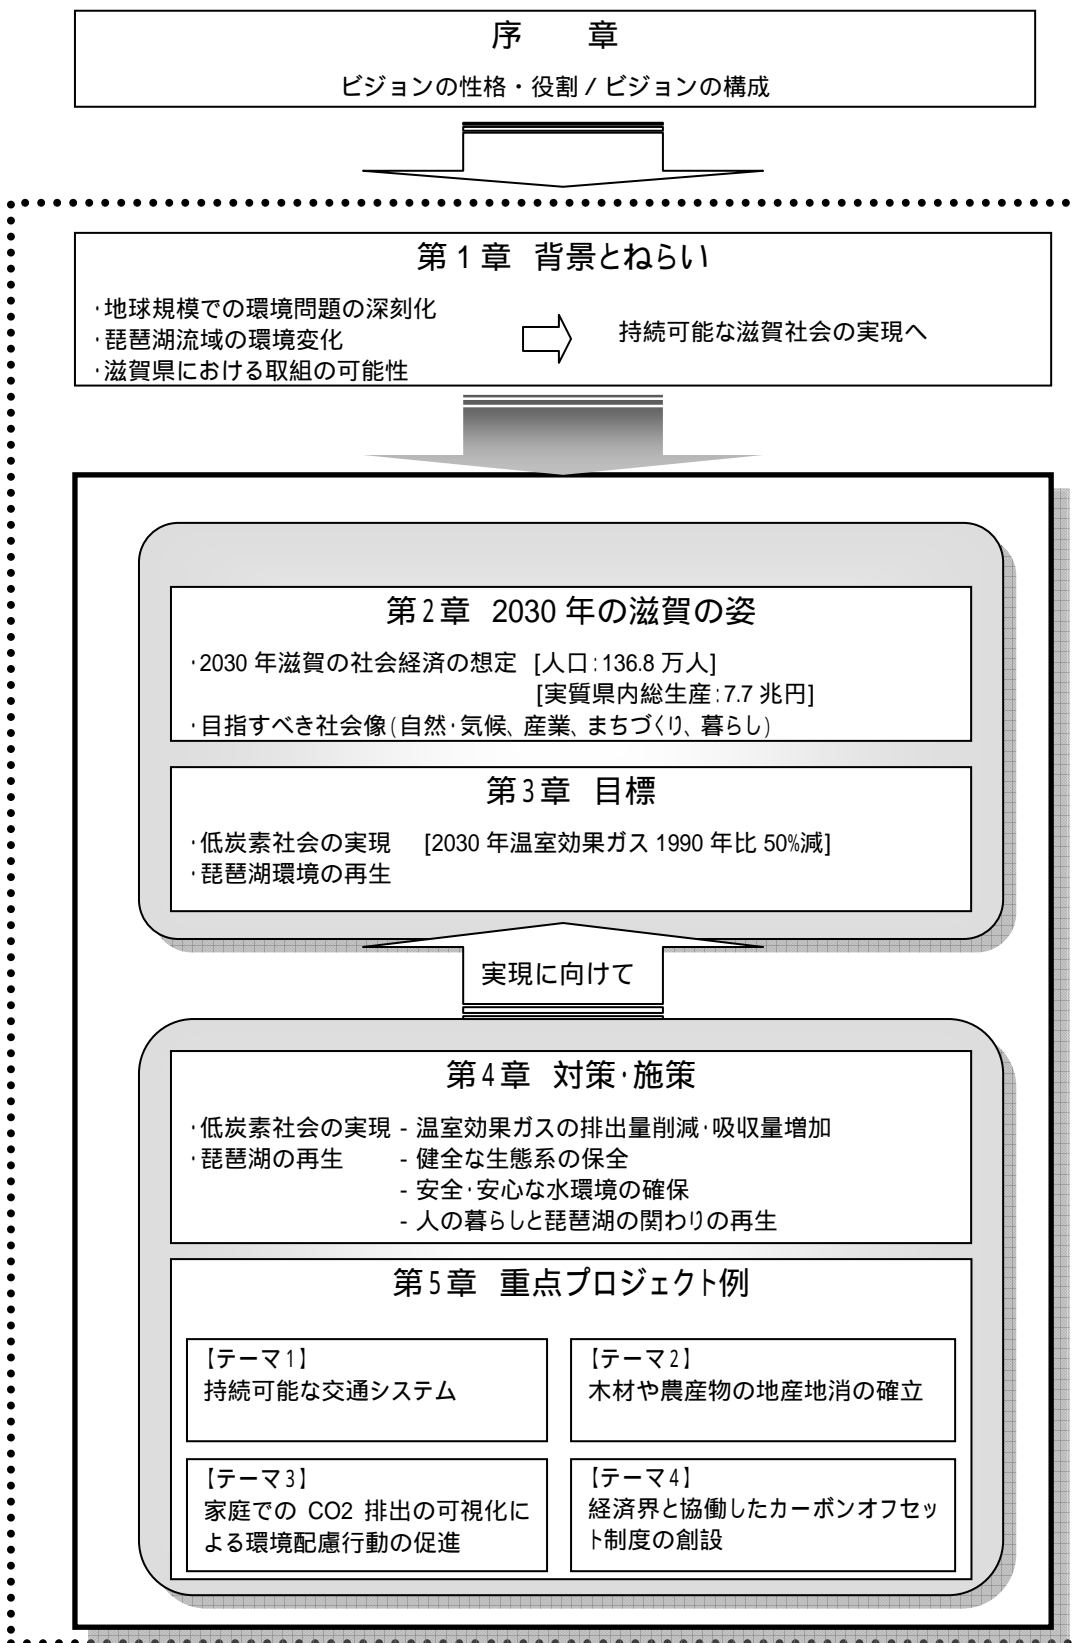 序　　章
ビジョンの性格・役割 / ビジョンの構成
第1章 背景とねらい
・地球規模での環境問題の深刻化
・琵琶湖流域の環境変化
・滋賀県における取組の可能性
持続可能な滋賀社会の実現へ
第2章 2030 年の滋賀の姿
・2030 年滋賀の社会経済の想定 [人口:136.8 万人]
[実質県内総生産:7.7 兆円]
・目指すべき社会像(自然・気候、産業、まちづくり、暮らし)
第3章 目標
・低炭素社会の実現 [2030 年温室効果ガス 1990 年比 50%減]
・琵琶湖環境の再生
実現に向けて
第4章 対策・施策
・低炭素社会の実現 - 温室効果ガスの排出量削減・吸収量増加
・琵琶湖の再生 - 健全な生態系の保全
- 安全・安心な水環境の確保
- 人の暮らしと琵琶湖の関わりの再生
第5章 重点プロジェクト例
【テーマ1】
持続可能な交通システム
【テーマ2】
木材や農産物の地産地消の確立
【テーマ3】
家庭での CO2 排出の可視化に
よる環境配慮行動の促進
【テーマ4】
経済界と協働したカーボンオフセッ
ト制度の創設